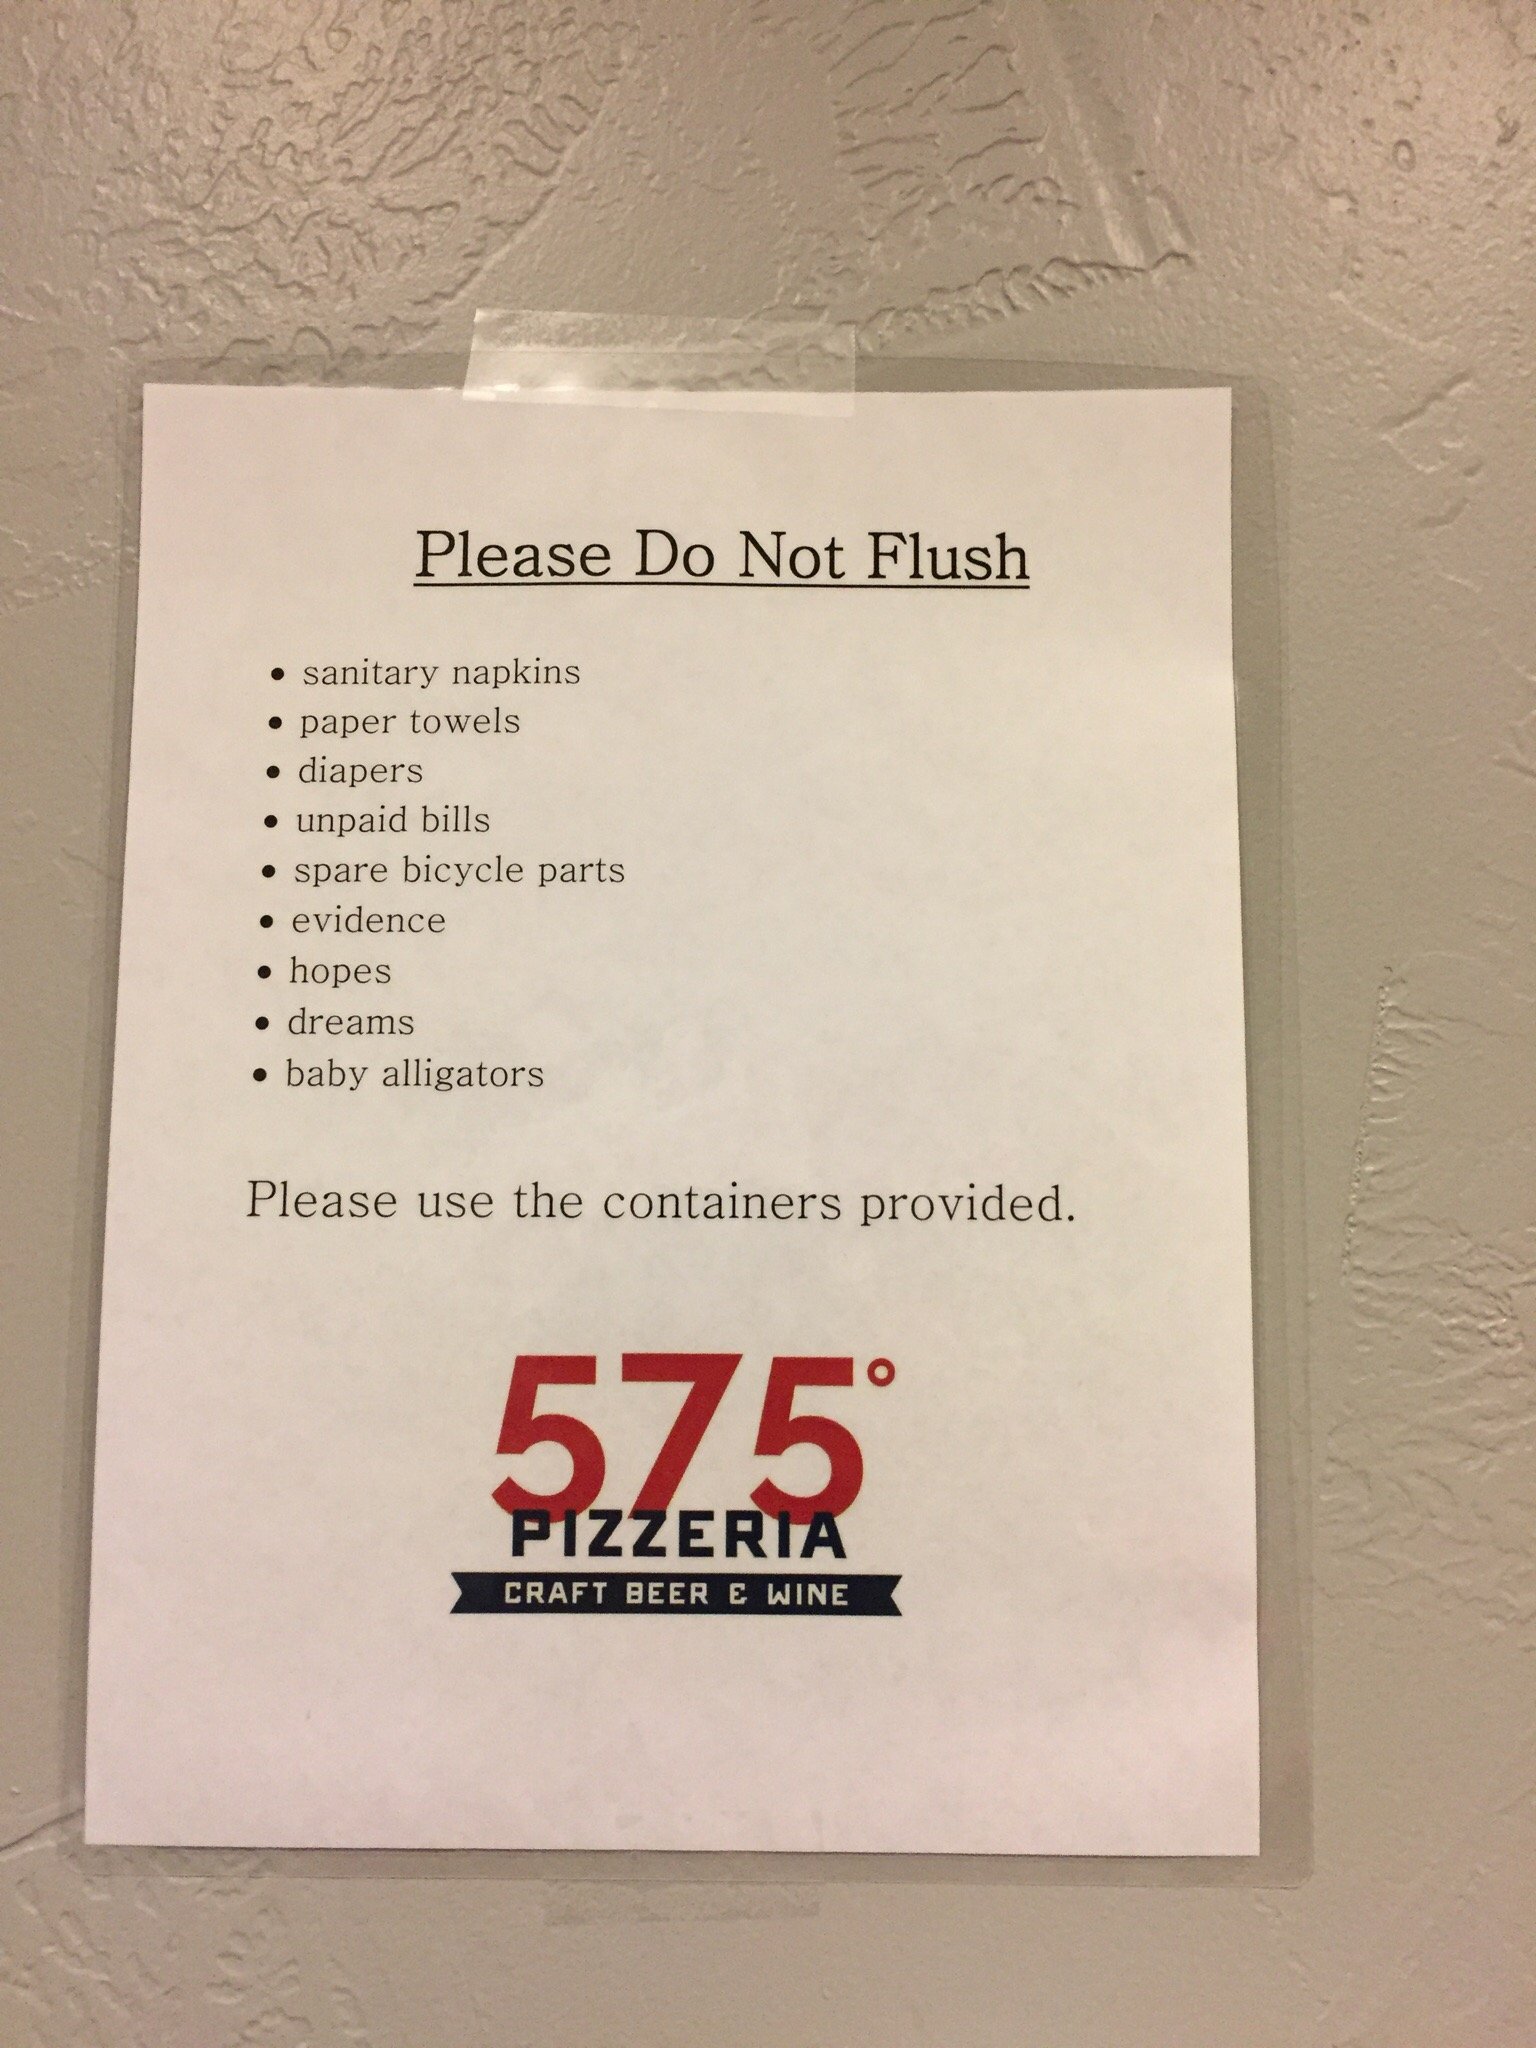 Please Do Not Flush
• sanitary napkins
• paper towels
• diapers
• unpaid bills
• spare bicycle parts
• evidence
• hopes
• dreams
• baby alligators
Please use the containers provided.
575°
PIZZERIA
CRAFT BEER & WINE